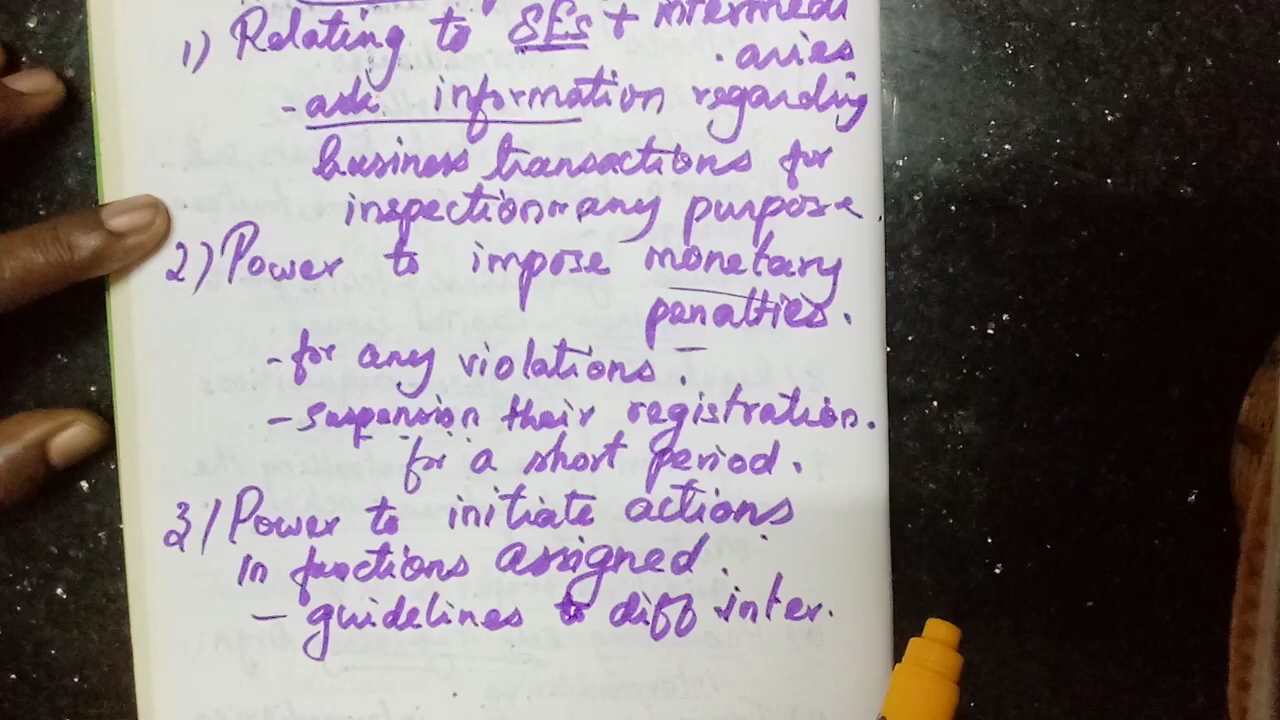 1) Relating to SEs + intermedi
. aries
- ask information regarding
business transactions for
inspection or any purpose.
2) Power to impose monetary
penalties.
- for any violations.
- suspension their registration.
for a short period.
3) Power to initiate actions
in functions assigned.
- guidelines to diff inter.